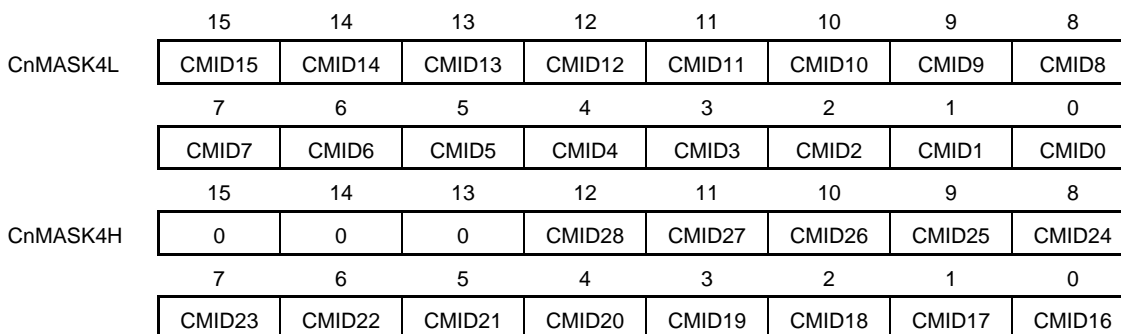 15 14 13 12 11 10 9 8
CnMASK4L CMID15 CMID14 CMID13 CMID12 CMID11 CMID10 CMID9 CMID8
7 6 5 4 3 2 1 0
CMID7 CMID6 CMID5 CMID4 CMID3 CMID2 CMID1 CMID0
15 14 13 12 11 10 9 8
CnMASK4H 0 0 0 CMID28 CMID27 CMID26 CMID25 CMID24
7 6 5 4 3 2 1 0
CMID23 CMID22 CMID21 CMID20 CMID19 CMID18 CMID17 CMID16